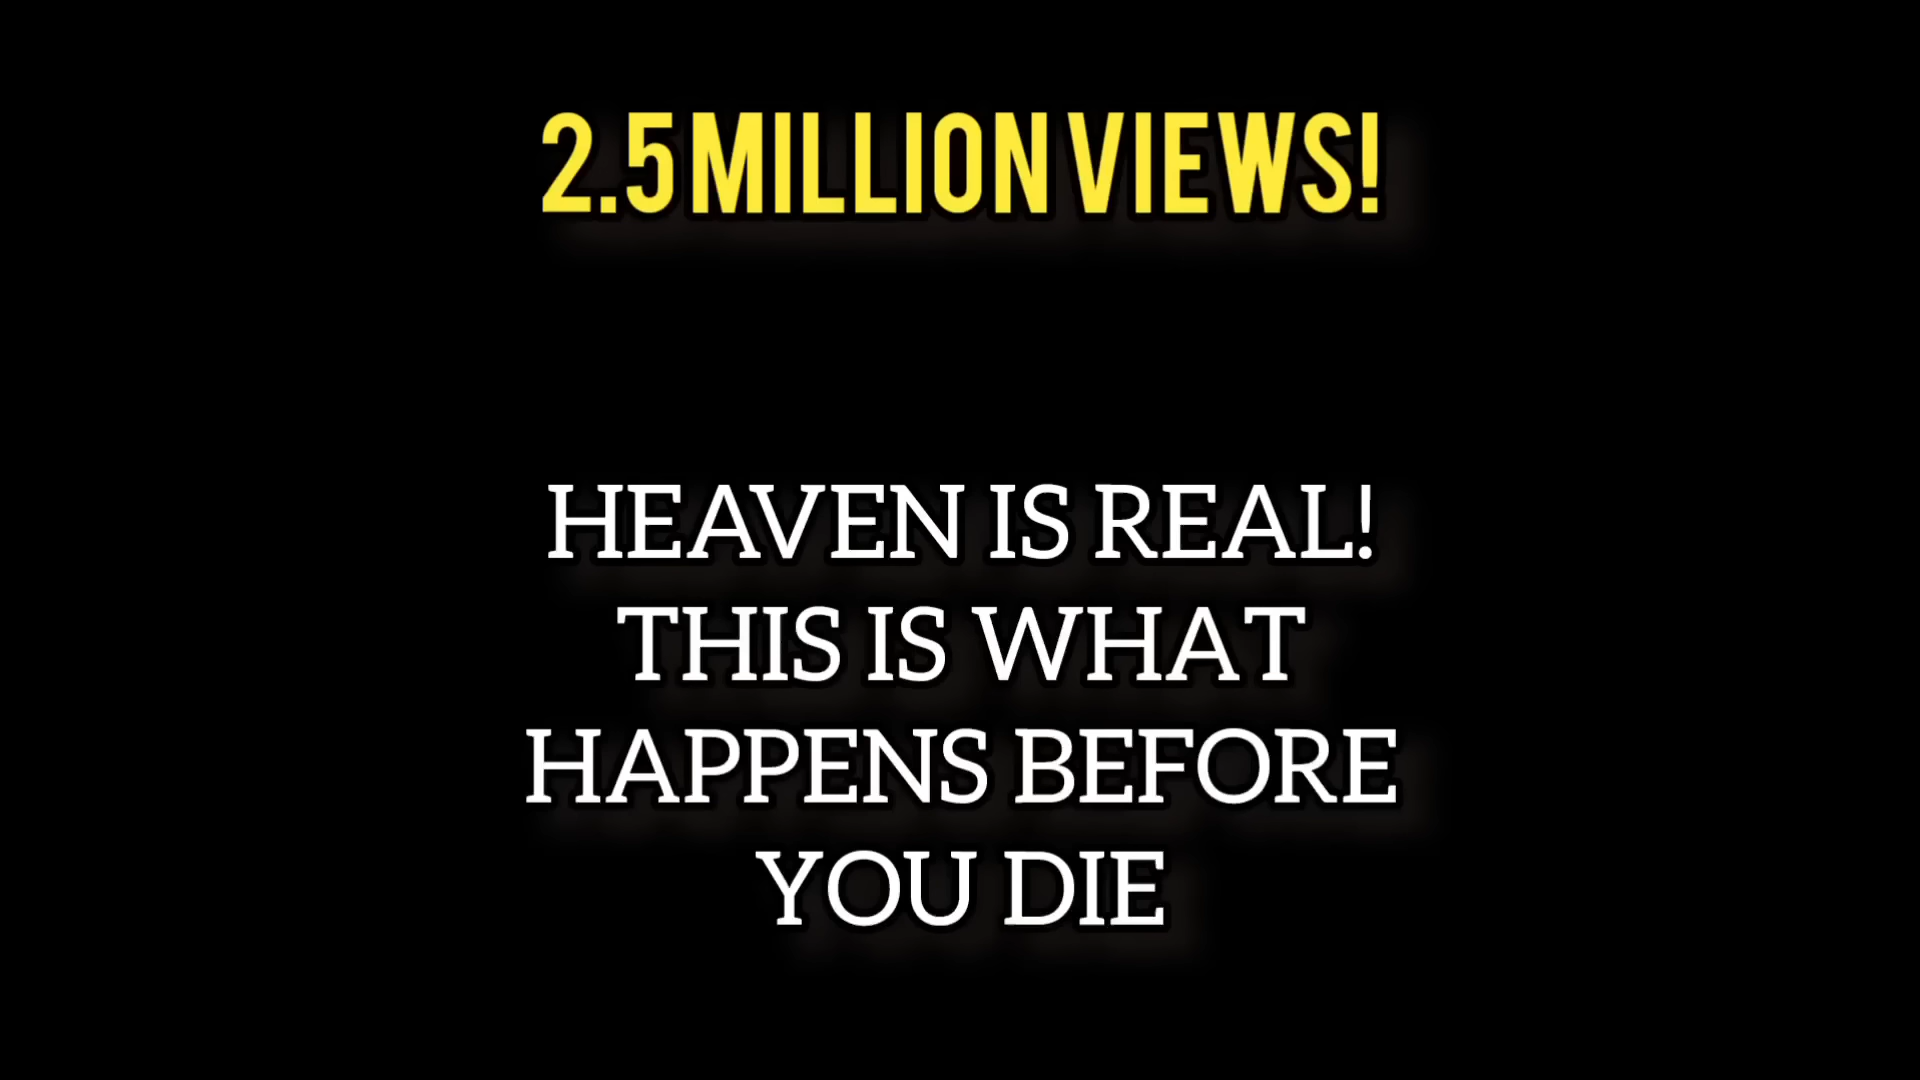 2.5 MILLION VIEWS!
HEAVEN IS REAL!
THIS IS WHAT
HAPPENS BEFORE
YOU DIE